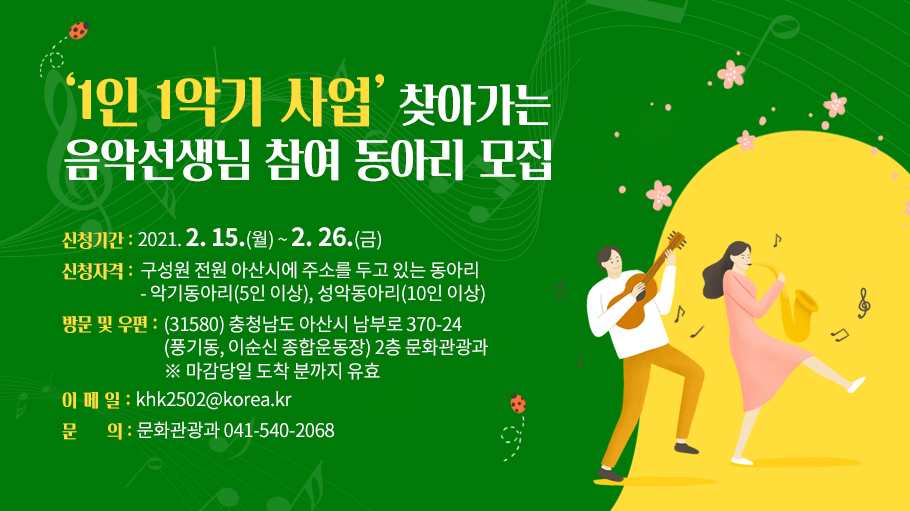 ‘1인 1악기 사업’ 찾아가는
음악선생님 참여 동아리 모집
신청기간 : 2021. 2. 15.(월) ~ 2. 26.(금)
신청자격 : 구성원 전원 아산시에 주소를 두고 있는 동아리
- 악기동아리(5인 이상), 성악동아리(10인 이상)
방문 및 우편 : (31580) 충청남도 아산시 남부로 370-24
(풍기동, 이순신 종합운동장) 2층 문화관광과
※ 마감당일 도착 분까지 유효
이 메 일 : khk2502@korea.kr
문 의 : 문화관광과 041-540-2068